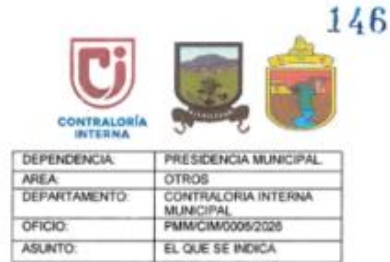 146
CONTRALORÍA
INTERNA
DEPENDENCIA: PRESIDENCIA MUNICIPAL.
AREA: OTROS
DEPARTAMENTO: CONTRALORIA INTERNA
MUNICIPAL
OFICIO: PMM/CIM/0006/2026
ASUNTO: EL QUE SE INDICA